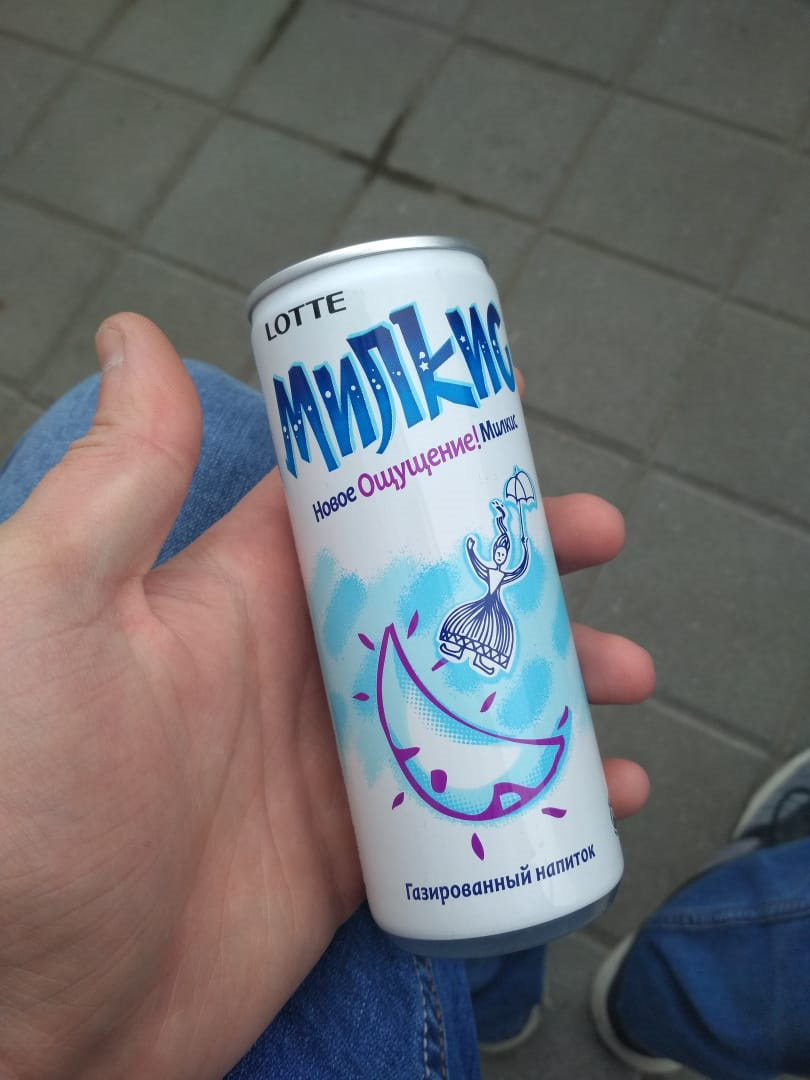 LOTTE
Милкис
Новое Ощущение! Милкис
Газированный напиток